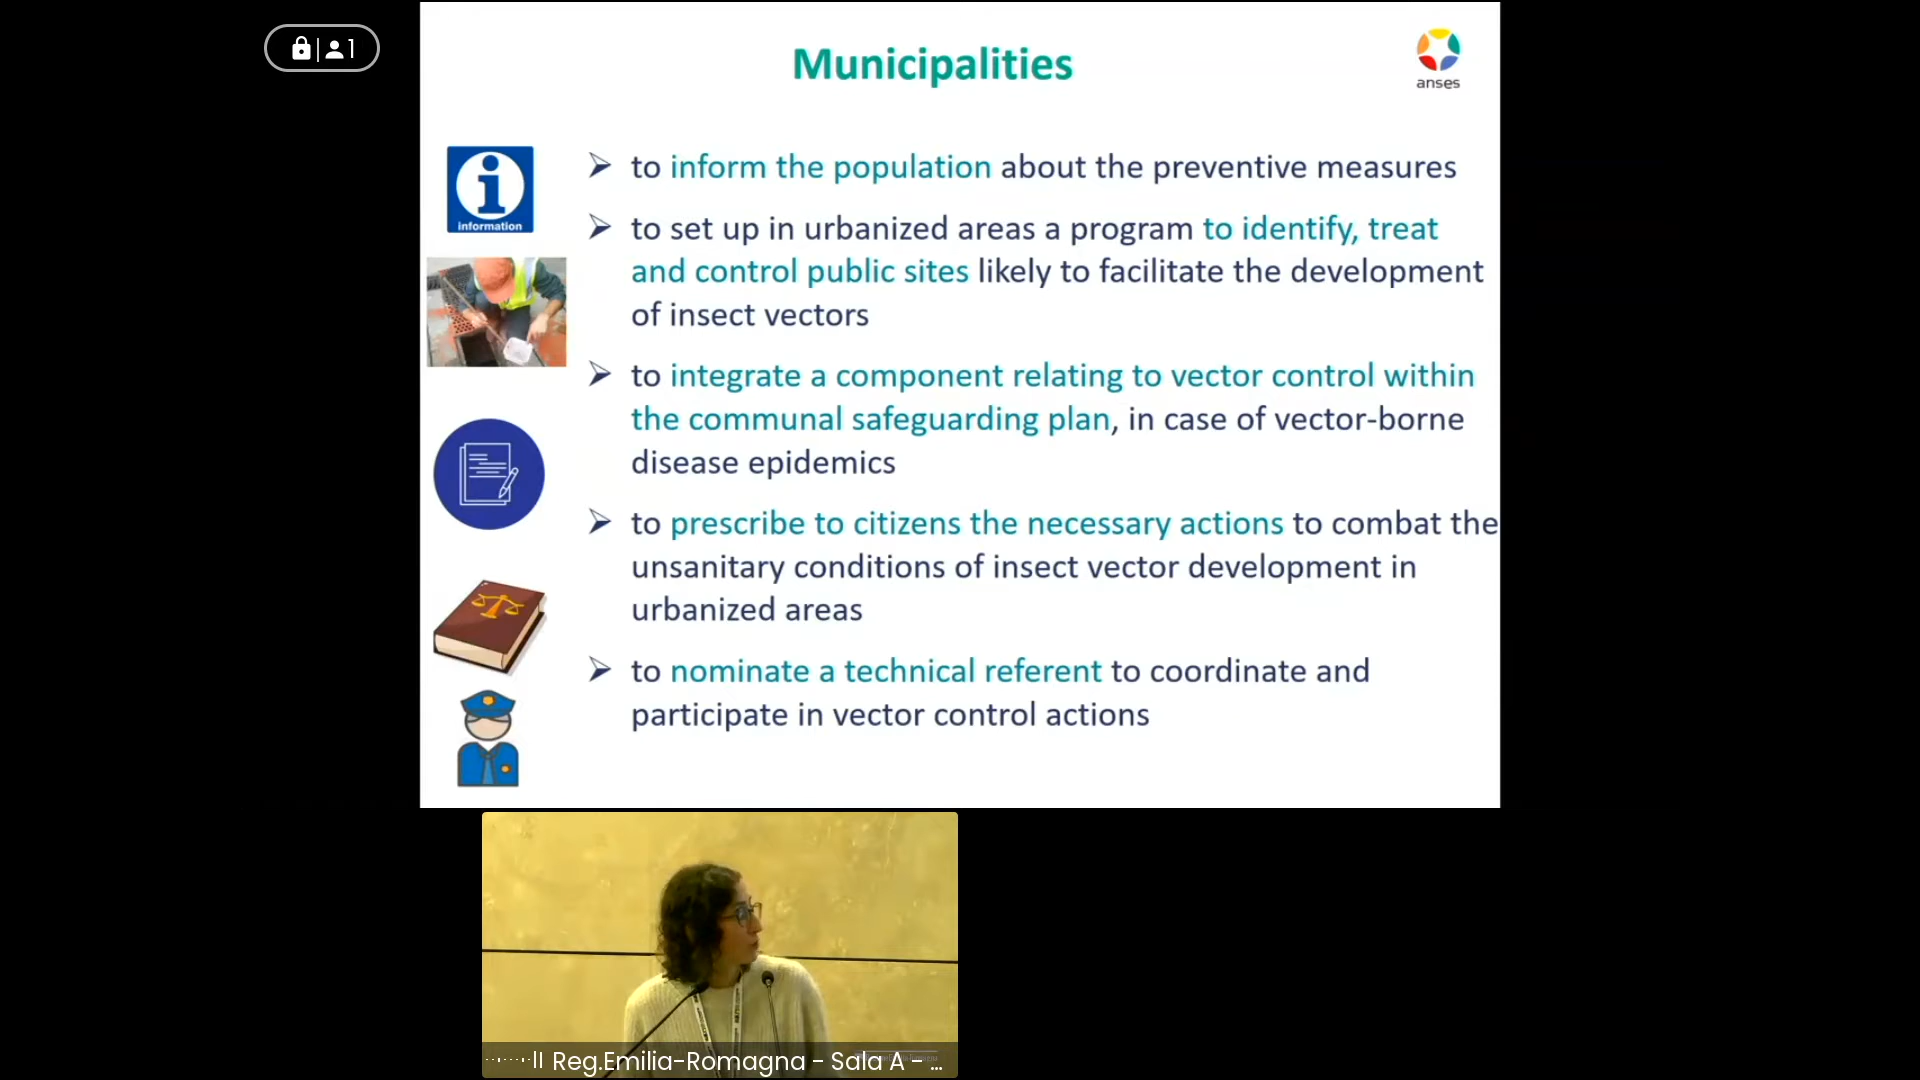 1
Municipalities
anses
information
to inform the population about the preventive measures
to set up in urbanized areas a program to identify, treat
and control public sites likely to facilitate the development
of insect vectors
to integrate a component relating to vector control within
the communal safeguarding plan, in case of vector-borne
disease epidemics
to prescribe to citizens the necessary actions to combat the
unsanitary conditions of insect vector development in
urbanized areas
to nominate a technical referent to coordinate and
participate in vector control actions
Reg.Emilia-Romagna - Sala A - ...